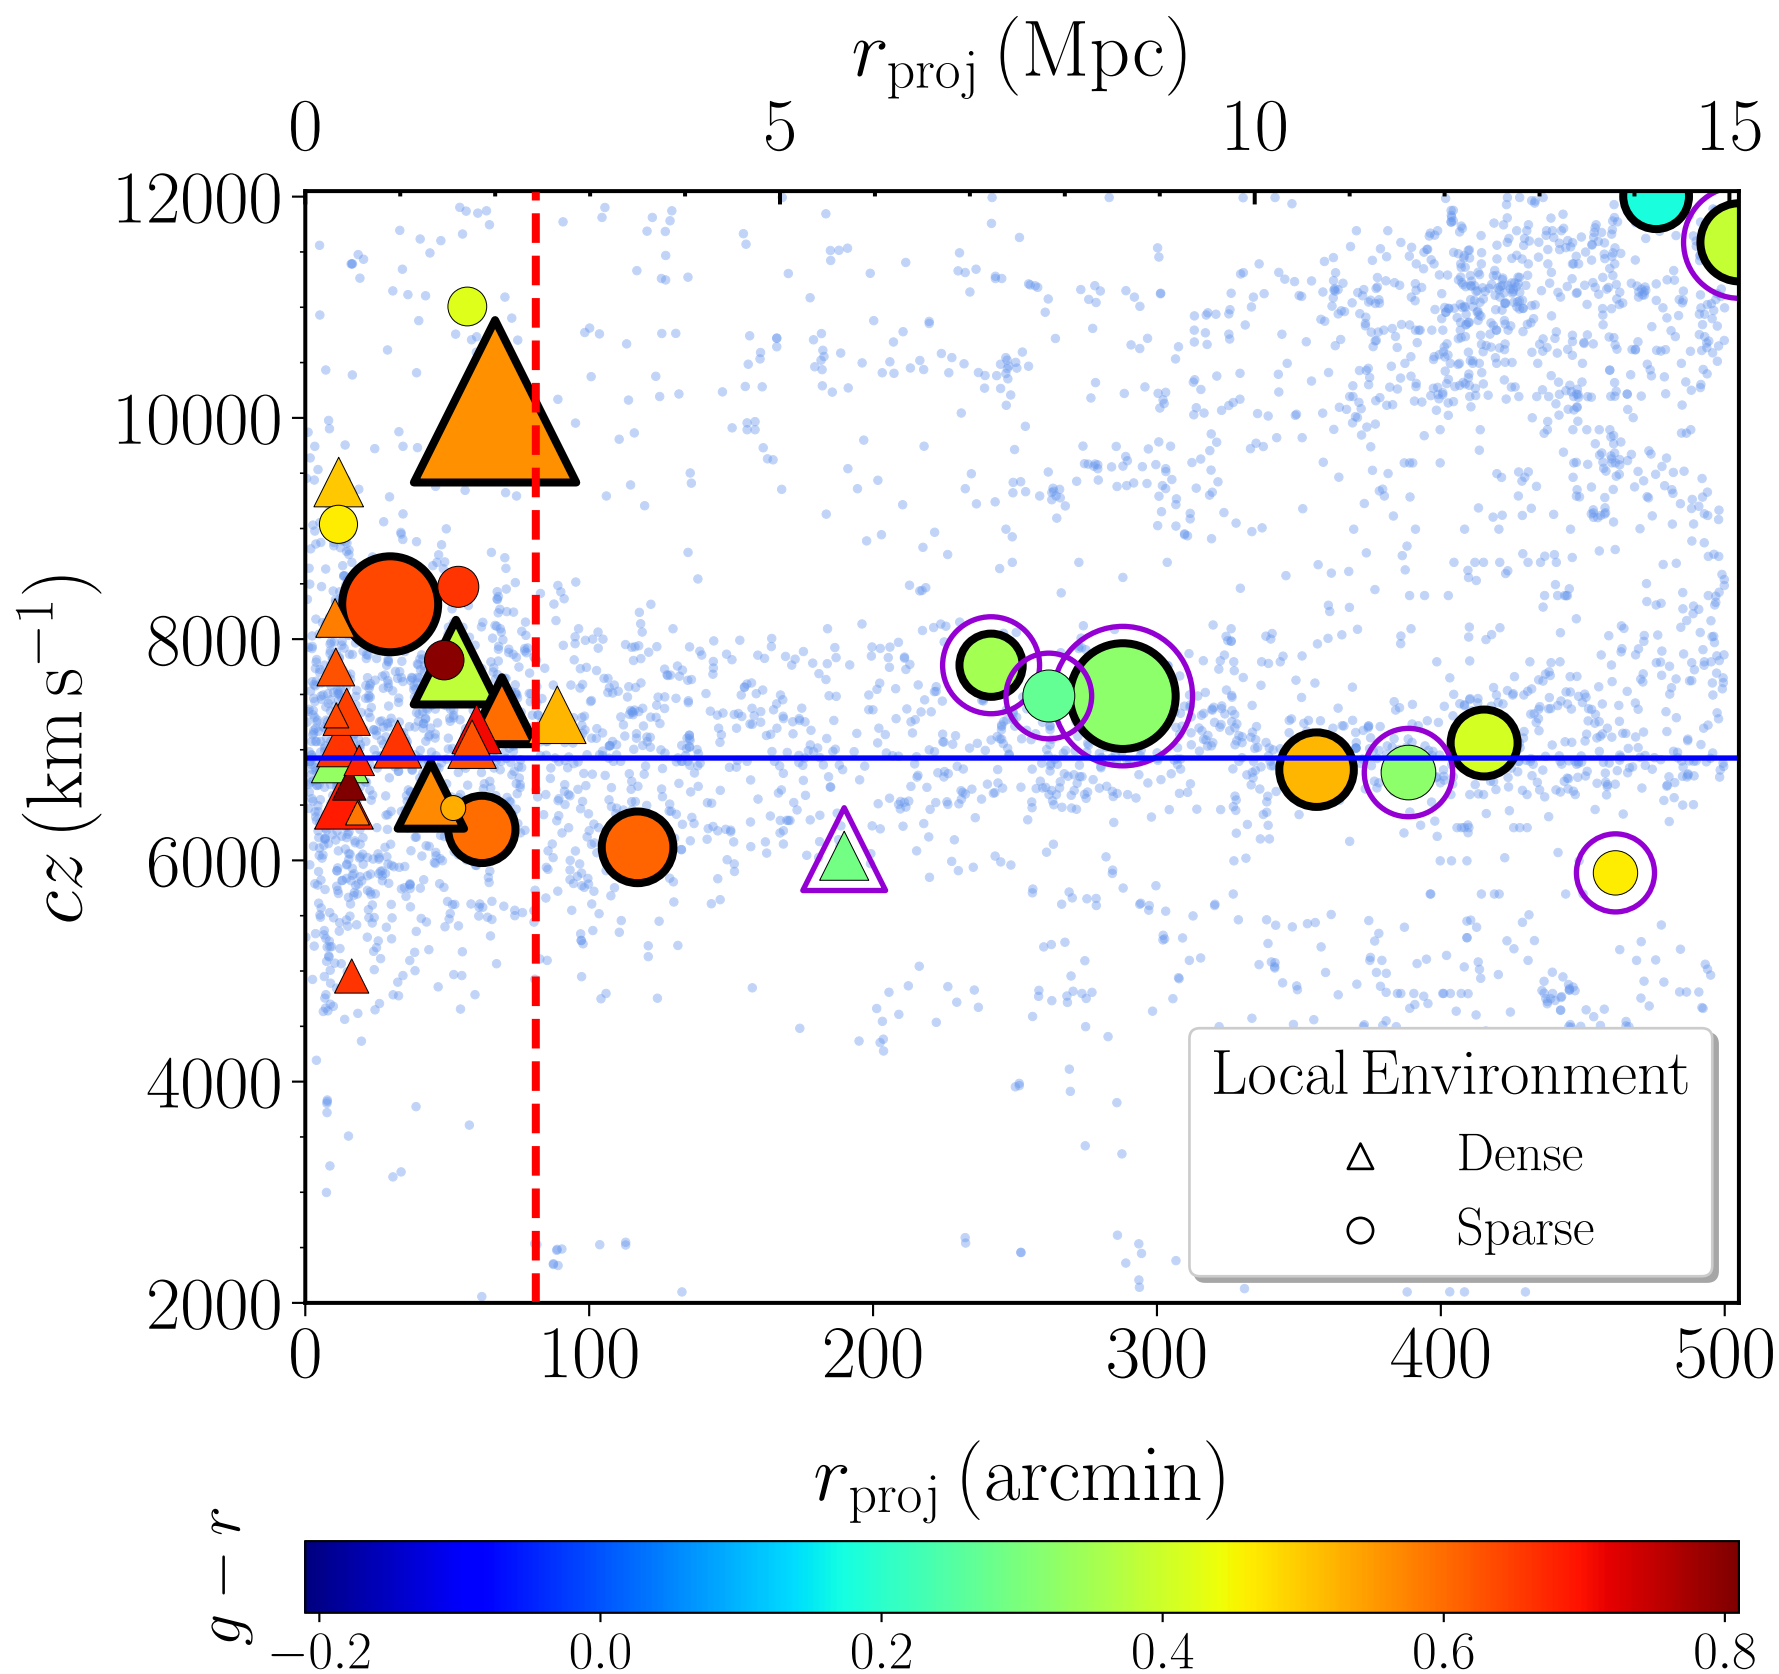 r_proj (Mpc)
0 5 10 15
12000
10000
8000
6000
4000
2000
cz (km s⁻¹)
Local Environment
Dense
Sparse
0 100 200 300 400 500
r_proj (arcmin)
g − r
−0.2 0.0 0.2 0.4 0.6 0.8